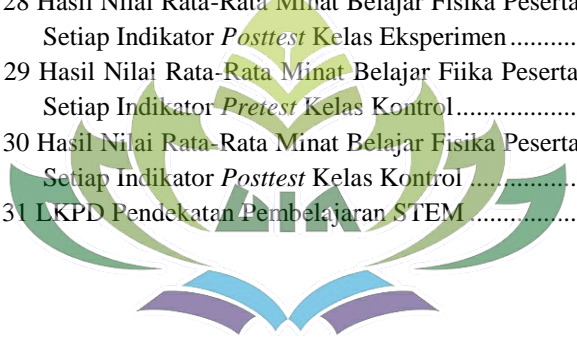 28 Hasil Nilai Rata-Rata Minat Belajar Fisika Peserta
Setiap Indikator Posttest Kelas Eksperimen ..........
29 Hasil Nilai Rata-Rata Minat Belajar Fiika Peserta
Setiap Indikator Pretest Kelas Kontrol..................
30 Hasil Nilai Rata-Rata Minat Belajar Fisika Peserta
Setiap Indikator Posttest Kelas Kontrol ................
31 LKPD Pendekatan Pembelajaran STEM ................